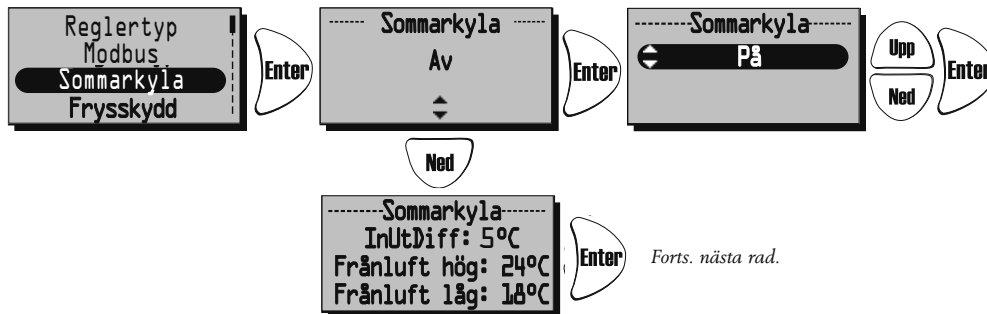 Reglertyp
Modbus
Sommarkyla
Frysskydd
Enter
Sommarkyla
Av
Enter
Sommarkyla
På
Upp
Ned
Enter
Ned
Sommarkyla
InUtDiff: 5°C
Frånluft hög: 24°C
Frånluft låg: 18°C
Enter
Forts. nästa rad.